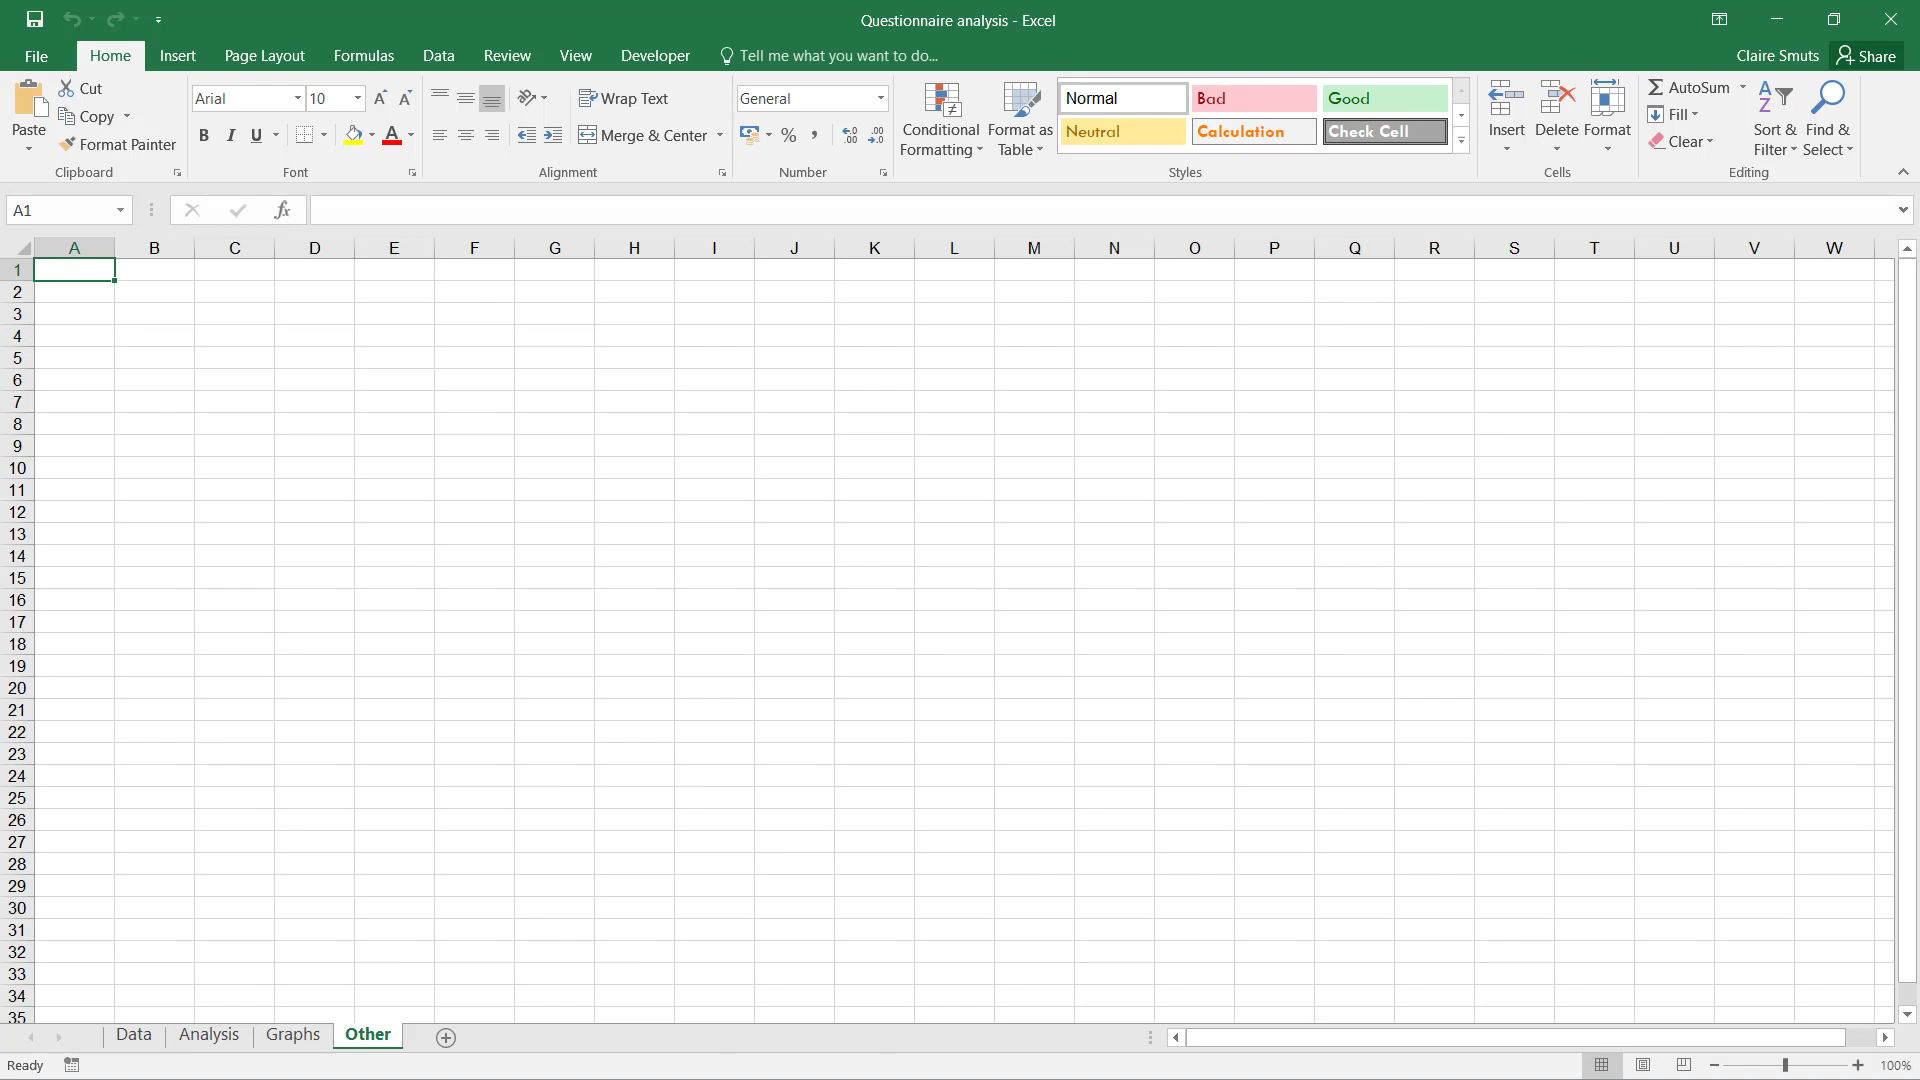 Questionnaire analysis - Excel
File Home Insert Page Layout Formulas Data Review View Developer Tell me what you want to do... Claire Smuts Share
Paste
Cut
Copy
Format Painter
Clipboard
Arial 10
B I U A
Font
Wrap Text
Merge & Center
Alignment
General
% ,
Number
Conditional
Formatting
Format as
Table
Normal Bad Good
Neutral Calculation Check Cell
Styles
Insert Delete Format
Cells
AutoSum
Fill
Clear
Sort &
Filter
Find &
Select
Editing
A1 fx
A B C D E F G H I J K L M N O P Q R S T U V W
1
2
3
4
5
6
7
8
9
10
11
12
13
14
15
16
17
18
19
20
21
22
23
24
25
26
27
28
29
30
31
32
33
34
35
Data Analysis Graphs Other
Ready 100%